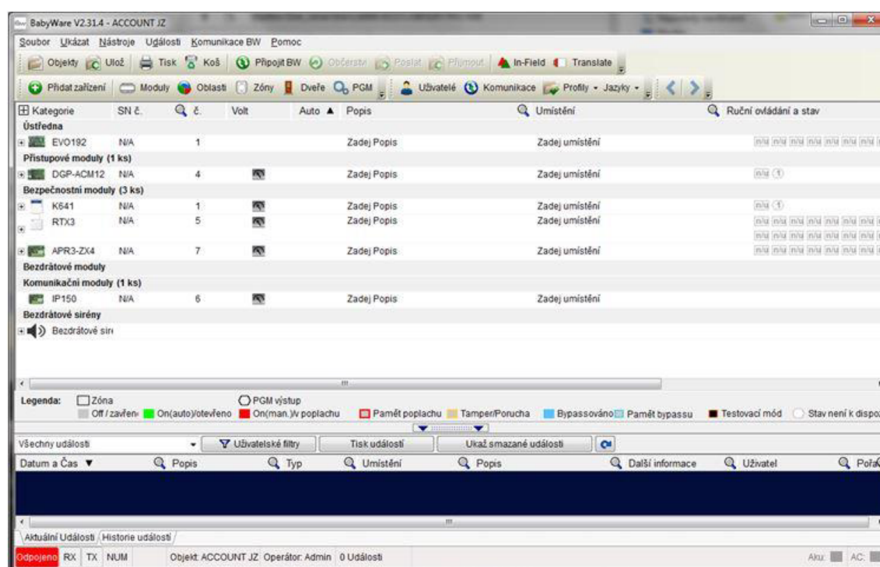 BabyWare V2.31.4 - ACCOUNT JZ
Soubor Ukázat Nástroje Události Komunikace BW Pomoc
Objekty Ulož Tisk Koš Připojit BW Občerstvi Poslat Přijmout In-Field Translate
Přidat zařízení Moduly Oblasti Zóny Dveře PGM Uživatelé Komunikace Profily Jazyky
Kategorie SN č. č. Volt Auto Popis Umístění Ruční ovládání a stav
Ústředna
EVO192 N/A 1 Zadej Popis Zadej umístění n/u n/u n/u n/u n/u n/u n/u
Přístupové moduly (1 ks)
DGP-ACM12 N/A 4 Zadej Popis Zadej umístění n/u 1
Bezpečnostní moduly (3 ks)
K641 N/A 1 Zadej Popis Zadej umístění n/u 1
RTX3 N/A 5 Zadej Popis Zadej umístění n/u n/u n/u n/u n/u n/u n/u
n/u n/u n/u n/u n/u n/u n/u
APR3-ZX4 N/A 7 Zadej Popis Zadej umístění n/u n/u n/u n/u n/u n/u n/u
Bezdrátové moduly
Komunikační moduly (1 ks)
IP150 N/A 6 Zadej Popis Zadej umístění
Bezdrátové sirény
Bezdrátové sir
Legenda: Zóna PGM výstup
Off / zavřen On(auto)/otevřeno On(man.)/v poplachu Pamět poplachu Tamper/Porucha Bypassováno Pamět bypassu Testovací mód Stav není k dispoz
Všechny události Uživatelské filtry Tisk událostí Ukaž smazané události
Datum a Čas Popis Typ Umístění Popis Další informace Uživatel Pořa
Aktuální Události Historie událostí
Odpojeno RX TX NUM Objekt: ACCOUNT JZ Operátor: Admin 0 Události Aku: AC: